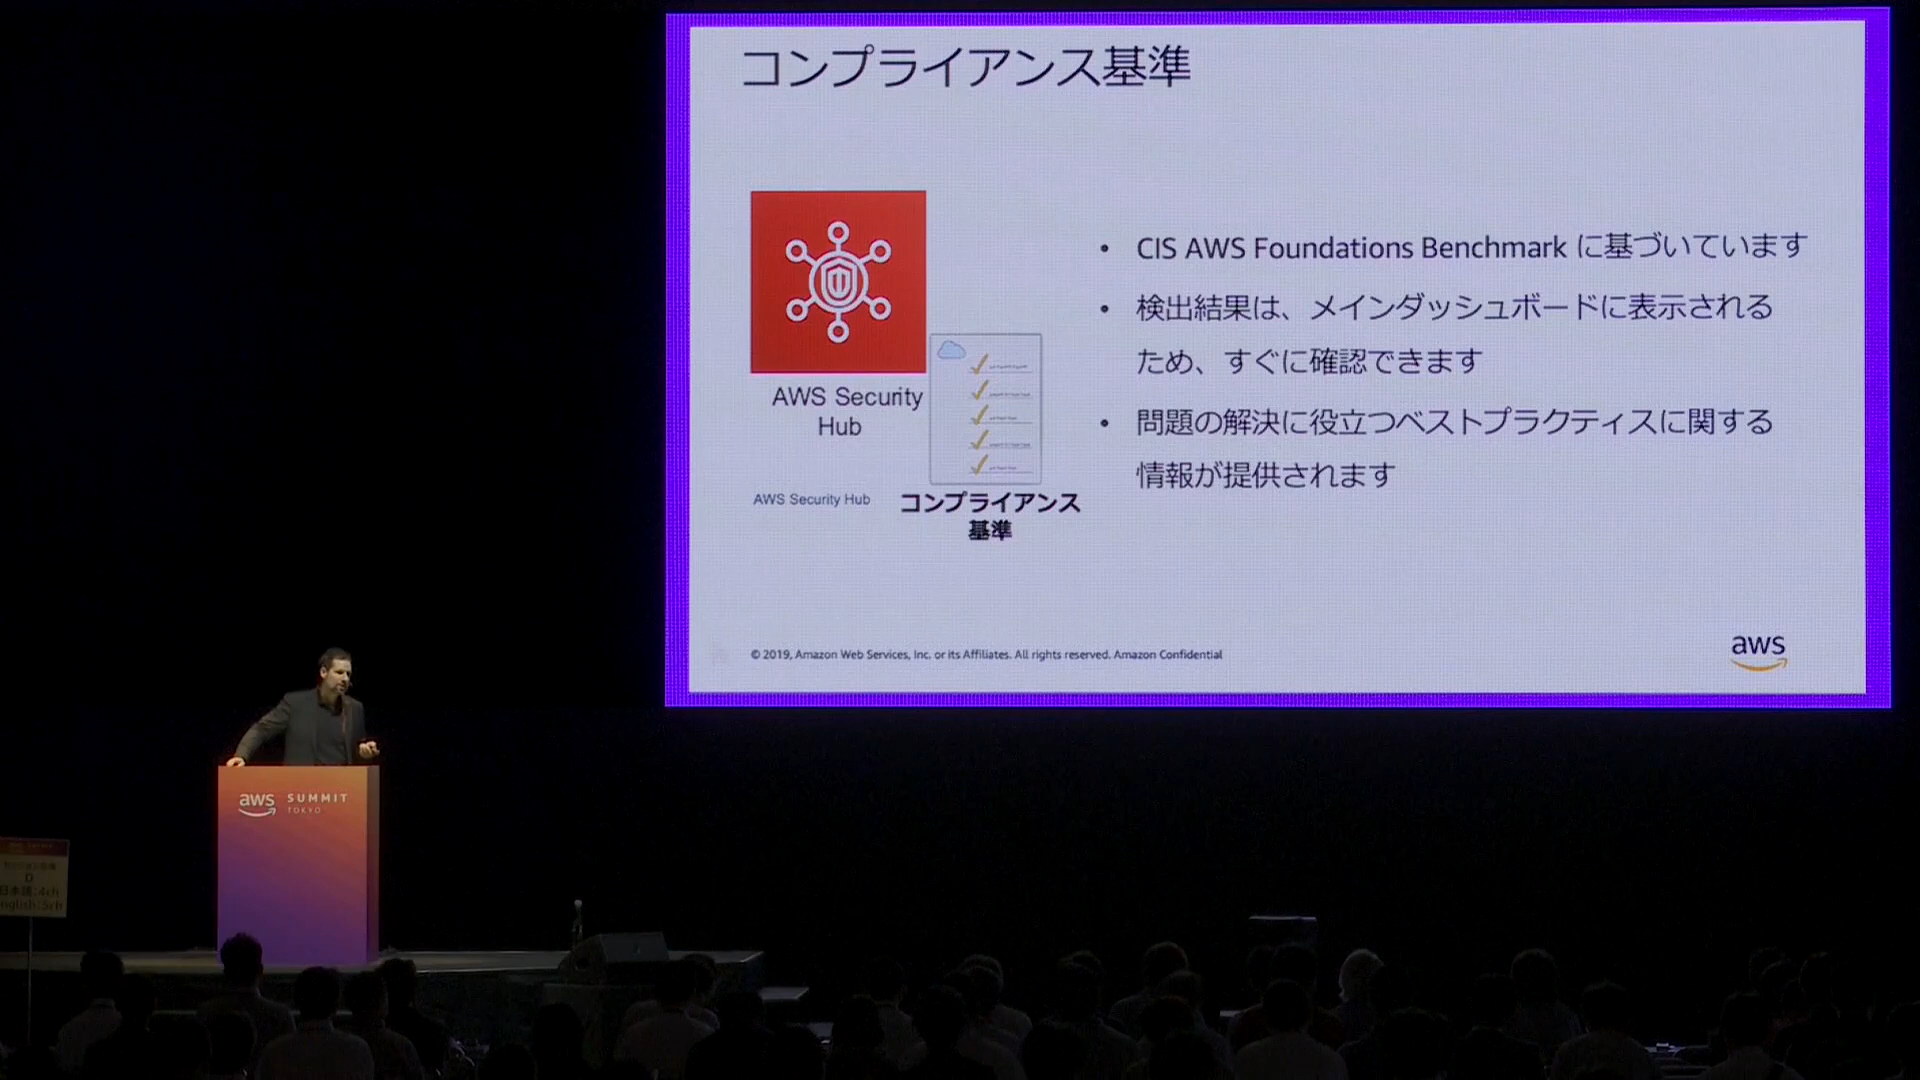 コンプライアンス基準
AWS Security
Hub
AWS Security Hub
コンプライアンス
基準
• CIS AWS Foundations Benchmark に基づいています
• 検出結果は、メインダッシュボードに表示される
ため、すぐに確認できます
• 問題の解決に役立つベストプラクティスに関する
情報が提供されます
© 2019, Amazon Web Services, Inc. or its Affiliates. All rights reserved. Amazon Confidential
aws
aws SUMMIT
TOKYO
D
日本語:4ch
English:5ch